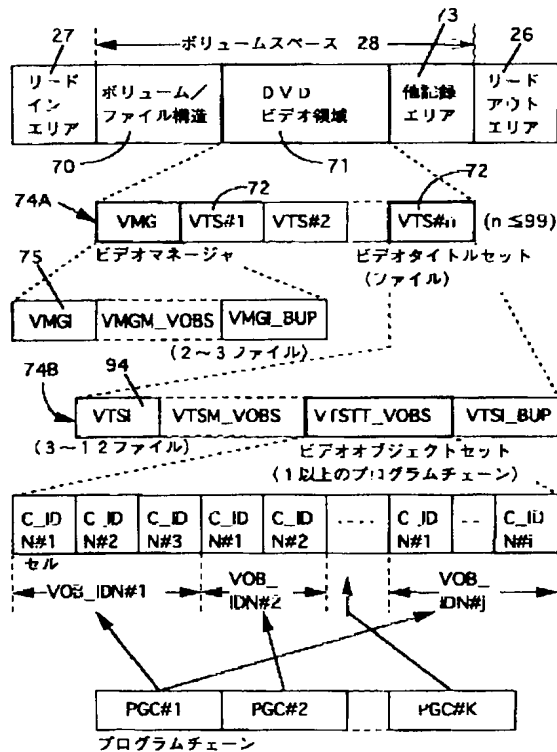 27
ボリュームスペース 28
73
26
リード
イン
エリア
ボリューム／
ファイル構造
DVD
ビデオ領域
他記録
エリア
リード
アウト
エリア
70
71
74A
72
72
VMG
VTS#1
VTS#2
VTS#n
(n ≦99)
ビデオマネージャ
ビデオタイトルセット
(ファイル)
75
VMGI
VMGM_VOBS
VMGI_BUP
(2〜3ファイル)
74B
94
VTSI
VTSM_VOBS
VTSTT_VOBS
VTSI_BUP
(3〜12ファイル)
ビデオオブジェクトセット
(1以上のプログラムチェーン)
C_ID
N#1
C_ID
N#2
C_ID
N#3
C_ID
N#1
C_ID
N#2
C_ID
N#1
C_ID
N#i
セル
VOB_IDN#1
VOB_
IDN#2
VOB_
IDN#j
PGC#1
PGC#2
PGC#K
プログラムチェーン